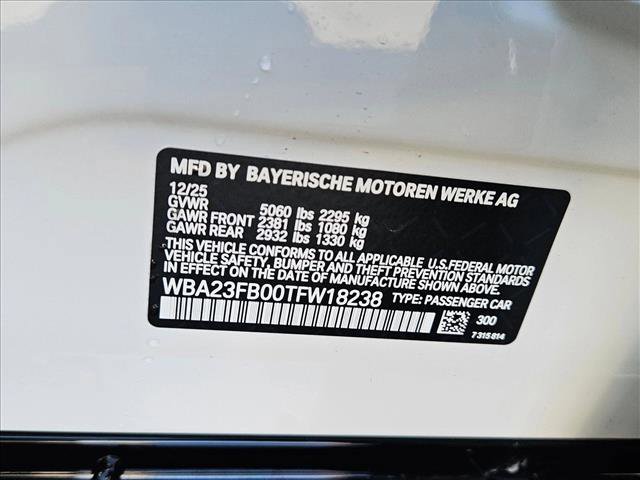 MFD BY BAYERISCHE MOTOREN WERKE AG
12/25
GVWR 5060 lbs 2295 kg
GAWR FRONT 2381 lbs 1080 kg
GAWR REAR 2932 lbs 1330 kg
THIS VEHICLE CONFORMS TO ALL APPLICABLE U.S. FEDERAL MOTOR
VEHICLE SAFETY, BUMPER AND THEFT PREVENTION STANDARDS
IN EFFECT ON THE DATE OF MANUFACTURE SHOWN ABOVE.
WBA23FB00TFW18238 TYPE: PASSENGER CAR
300
7315814